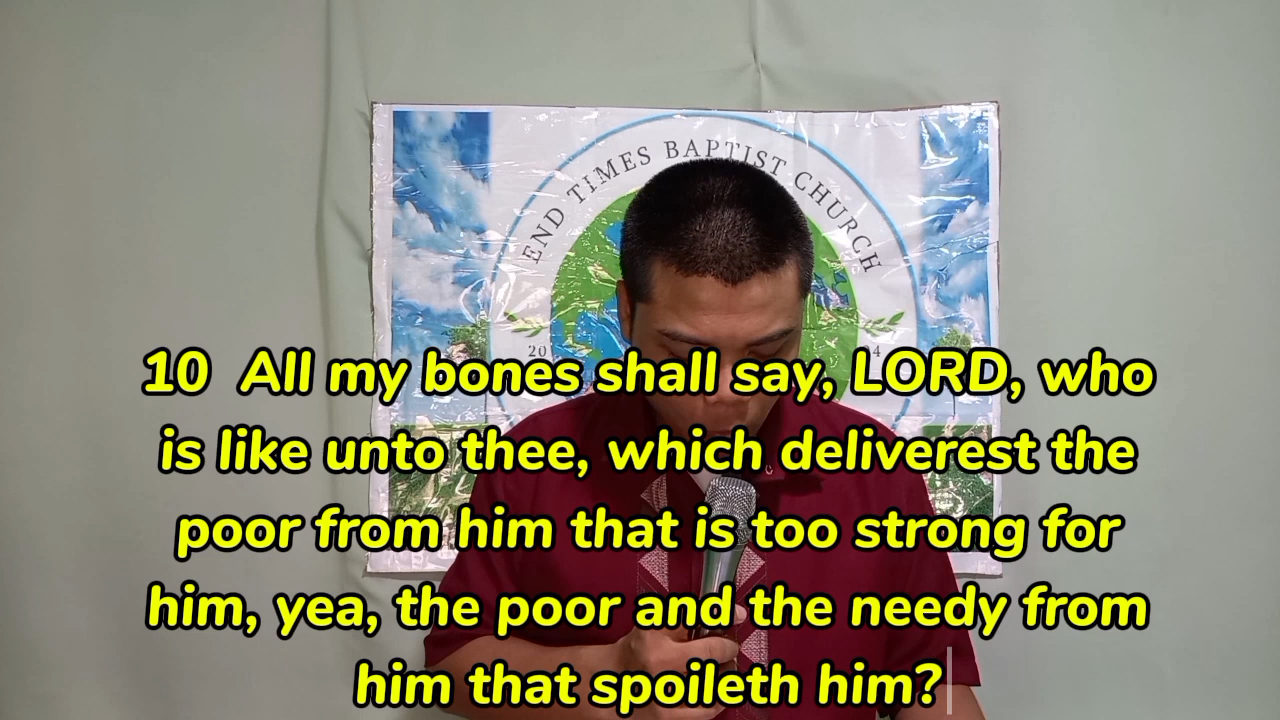 END TIMES BAPTIST CHURCH
20
4
10 All my bones shall say, LORD, who
is like unto thee, which deliverest the
poor from him that is too strong for
him, yea, the poor and the needy from
him that spoileth him?